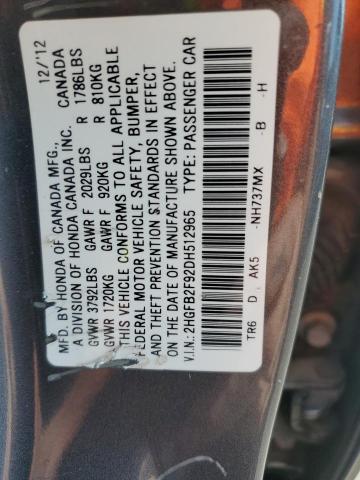 MFD. BY HONDA OF CANADA MFG., 12/'12
A DIVISION OF HONDA CANADA INC. CANADA
GVWR 3792LBS GAWR F 2029LBS R 1786LBS
GVWR 1720KG GAWR F 920KG R 810KG
THIS VEHICLE CONFORMS TO ALL APPLICABLE
FEDERAL MOTOR VEHICLE SAFETY, BUMPER,
AND THEFT PREVENTION STANDARDS IN EFFECT
ON THE DATE OF MANUFACTURE SHOWN ABOVE.
V.I.N.: 2HGFB2F92DH512965 TYPE: PASSENGER CAR
TR6 D AK5 -NH737MX -B -H